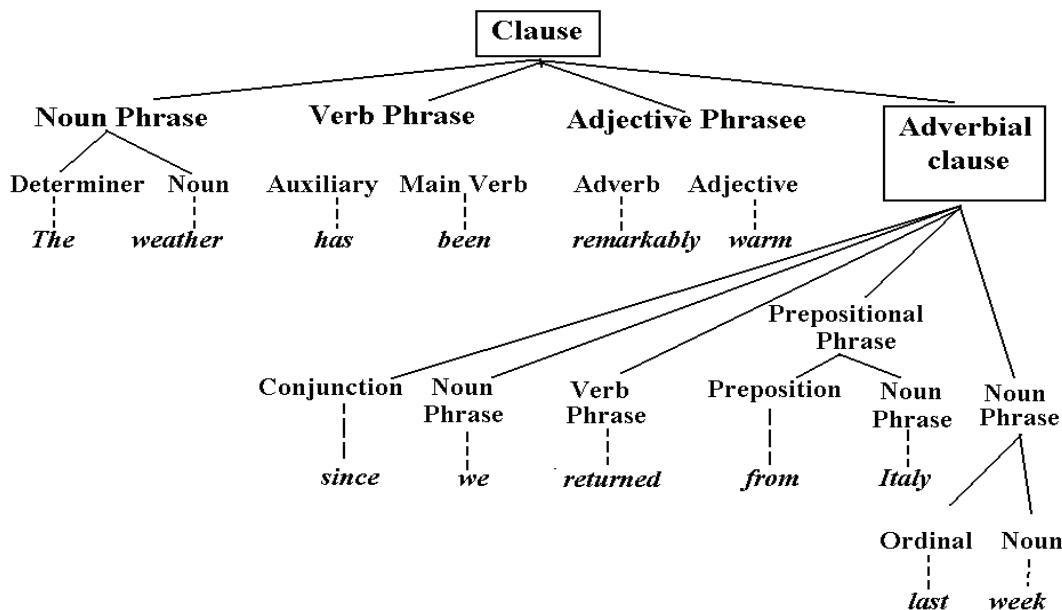 Clause
Noun Phrase Verb Phrase Adjective Phrasee Adverbial
clause
Determiner Noun Auxiliary Main Verb Adverb Adjective
The weather has been remarkably warm
Prepositional
Phrase
Conjunction Noun Verb Preposition Noun Noun
Phrase Phrase Phrase Phrase
since we returned from Italy
Ordinal Noun
last week